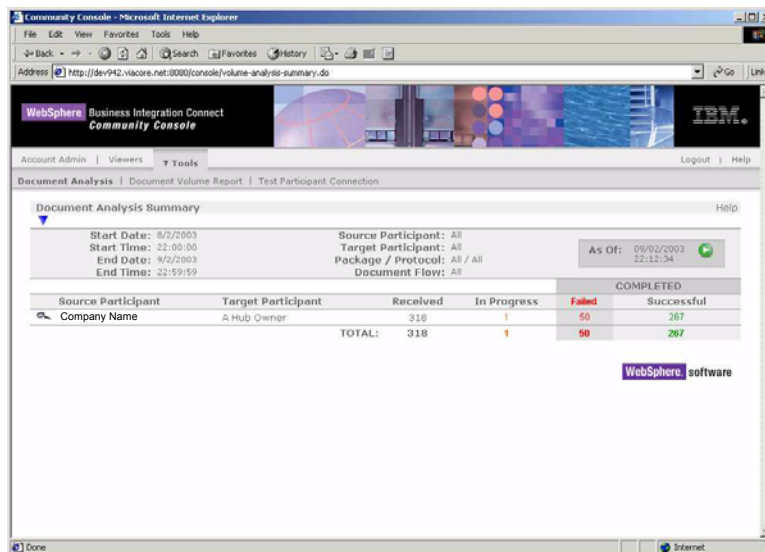 Community Console - Microsoft Internet Explorer
File Edit View Favorites Tools Help
Back Search Favorites History
Address http://dev942.viacore.net:8080/console/volume-analysis-summary.do Go Link
WebSphere Business Integration Connect
Community Console
IBM
Account Admin | Viewers Tools Logout | Help
Document Analysis | Document Volume Report | Test Participant Connection
Document Analysis Summary Help
Start Date: 8/2/2003 Source Participant: All
Start Time: 22:00:00 Target Participant: All As Of: 09/02/2003
End Date: 9/2/2003 Package / Protocol: All / All 22:12:34
End Time: 22:59:59 Document Flow: All
COMPLETED
Source Participant Target Participant Received In Progress Failed Successful
Company Name A Hub Owner 318 1 50 267
TOTAL: 318 1 50 267
WebSphere. software
Done Internet